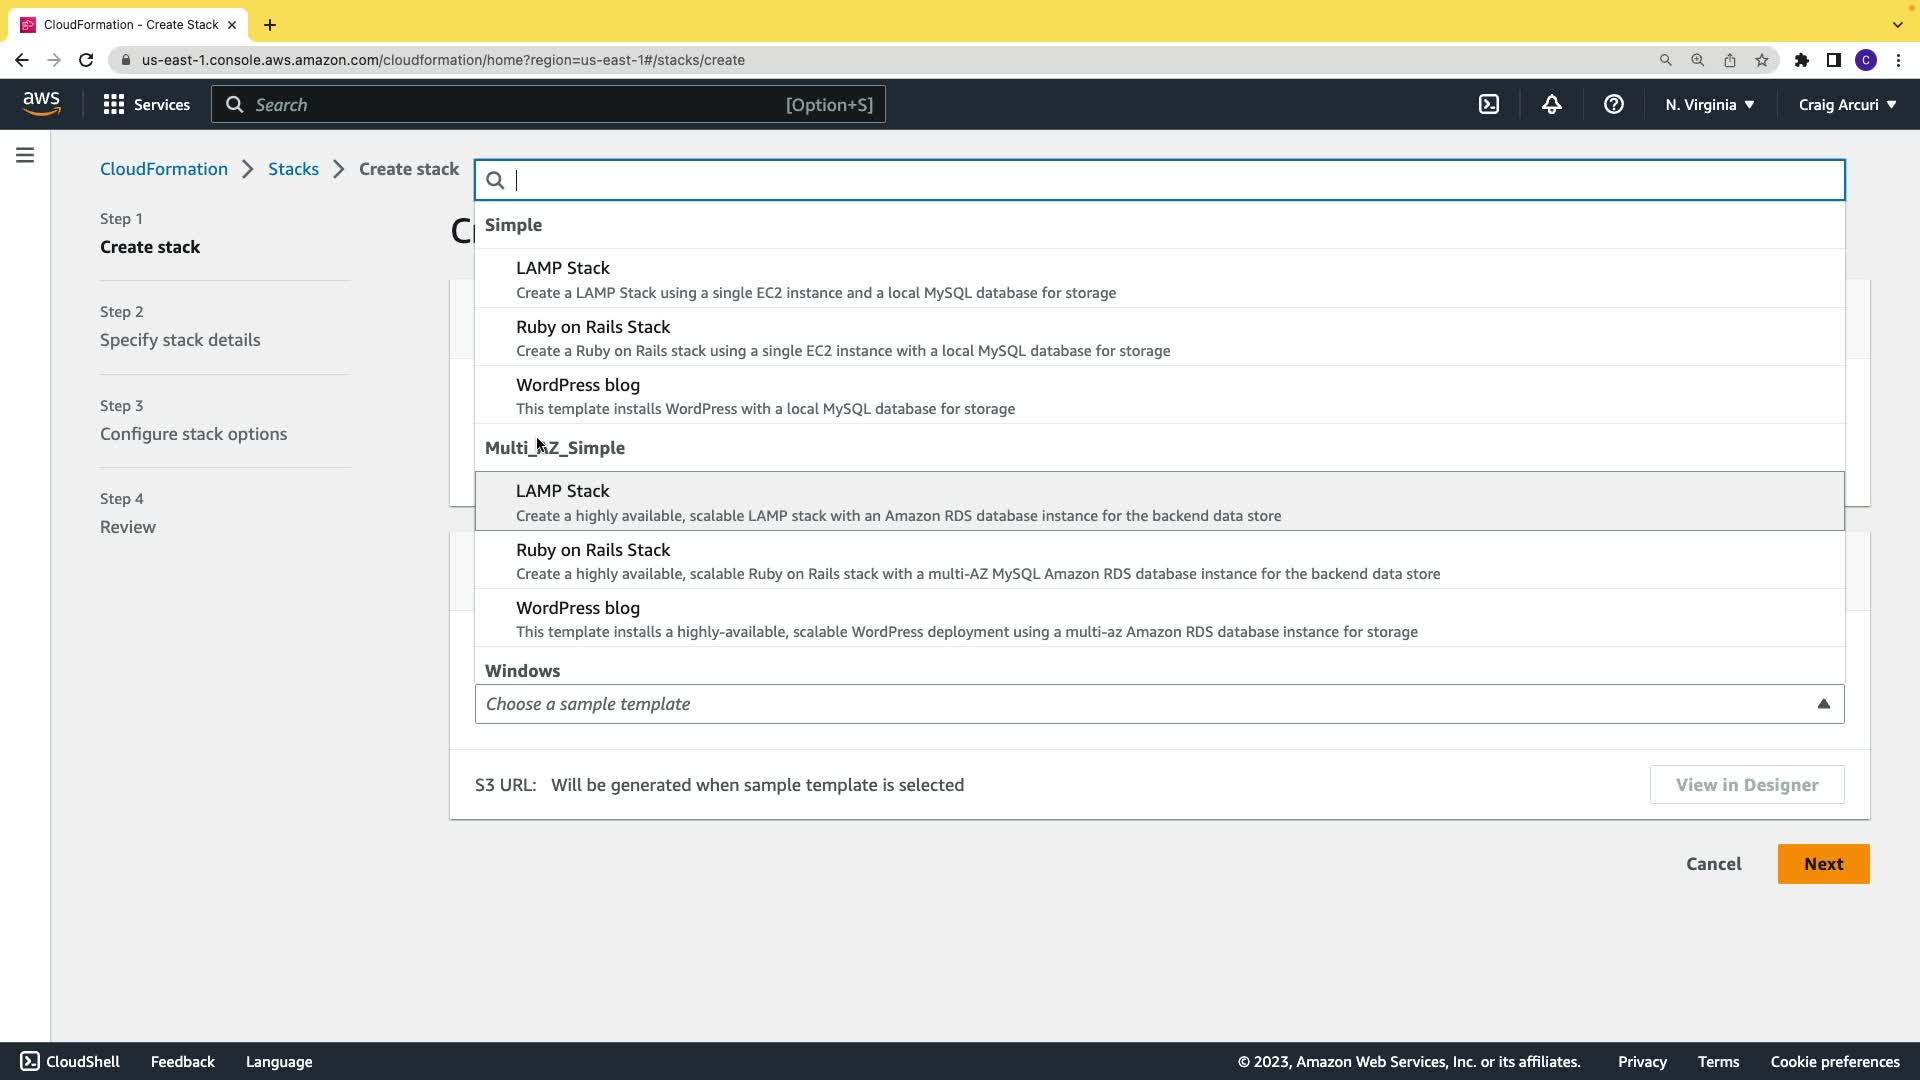 CloudFormation - Create Stack
us-east-1.console.aws.amazon.com/cloudformation/home?region=us-east-1#/stacks/create
C
aws
Services
Search
[Option+S]
N. Virginia
Craig Arcuri
CloudFormation
Stacks
Create stack
Step 1
Create stack
Step 2
Specify stack details
Step 3
Configure stack options
Step 4
Review
Simple
LAMP Stack
Create a LAMP Stack using a single EC2 instance and a local MySQL database for storage
Ruby on Rails Stack
Create a Ruby on Rails stack using a single EC2 instance with a local MySQL database for storage
WordPress blog
This template installs WordPress with a local MySQL database for storage
Multi_AZ_Simple
LAMP Stack
Create a highly available, scalable LAMP stack with an Amazon RDS database instance for the backend data store
Ruby on Rails Stack
Create a highly available, scalable Ruby on Rails stack with a multi-AZ MySQL Amazon RDS database instance for the backend data store
WordPress blog
This template installs a highly-available, scalable WordPress deployment using a multi-az Amazon RDS database instance for storage
Windows
Choose a sample template
S3 URL: Will be generated when sample template is selected
View in Designer
Cancel
Next
CloudShell
Feedback
Language
© 2023, Amazon Web Services, Inc. or its affiliates.
Privacy
Terms
Cookie preferences